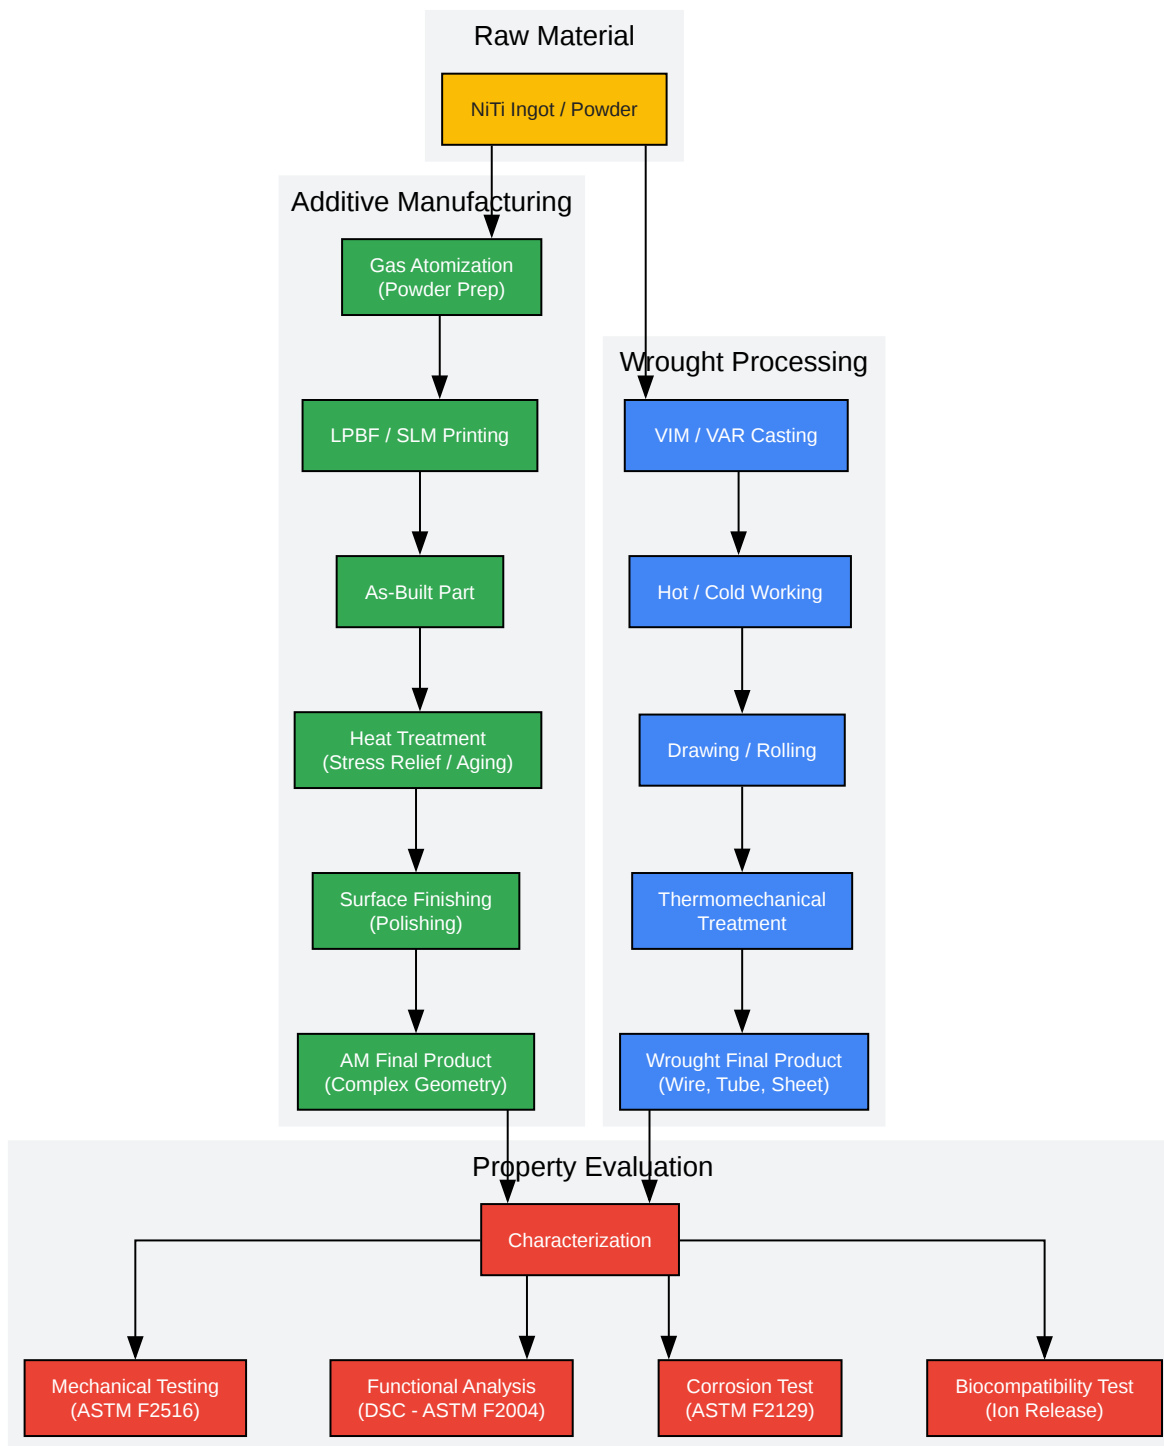 Raw Material
NiTi Ingot / Powder
Additive Manufacturing
Gas Atomization
(Powder Prep)
LPBF / SLM Printing
As-Built Part
Heat Treatment
(Stress Relief / Aging)
Surface Finishing
(Polishing)
AM Final Product
(Complex Geometry)
Wrought Processing
VIM / VAR Casting
Hot / Cold Working
Drawing / Rolling
Thermomechanical
Treatment
Wrought Final Product
(Wire, Tube, Sheet)
Property Evaluation
Characterization
Mechanical Testing
(ASTM F2516)
Functional Analysis
(DSC - ASTM F2004)
Corrosion Test
(ASTM F2129)
Biocompatibility Test
(Ion Release)